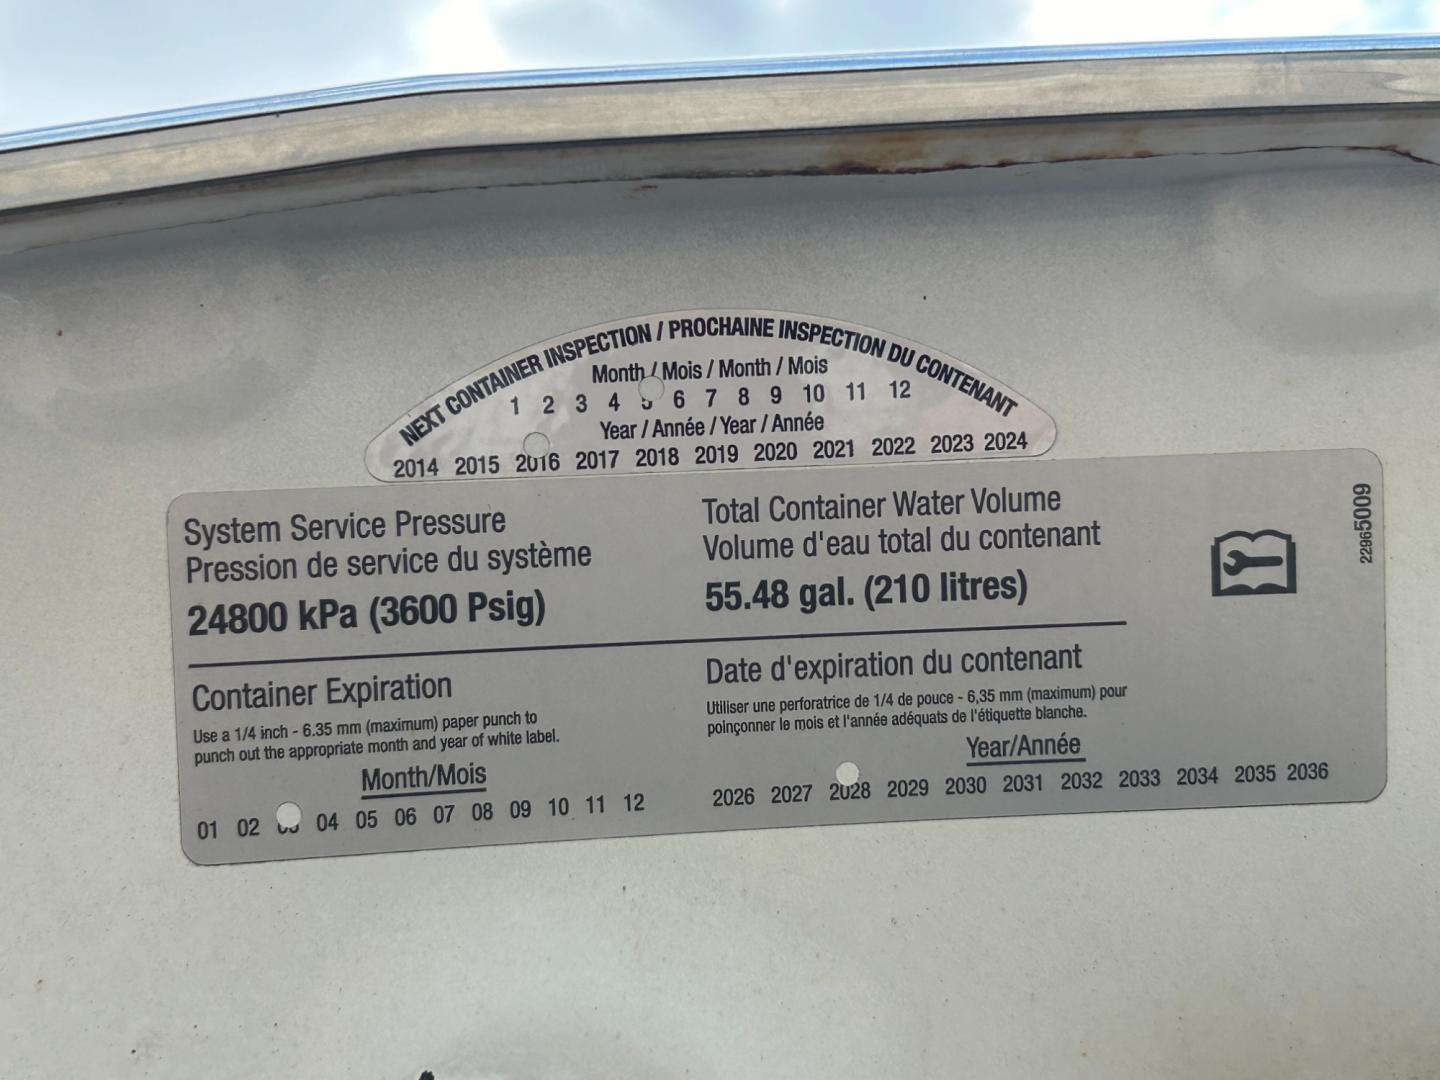 NEXT CONTAINER INSPECTION / PROCHAINE INSPECTION DU CONTENANT
Month / Mois / Month / Mois
1 2 3 4 5 6 7 8 9 10 11 12
Year / Année / Year / Année
2014 2015 2016 2017 2018 2019 2020 2021 2022 2023 2024
System Service Pressure
Pression de service du système
24800 kPa (3600 Psig)
Total Container Water Volume
Volume d'eau total du contenant
55.48 gal. (210 litres)
22965009
Container Expiration
Use a 1/4 inch - 6.35 mm (maximum) paper punch to
punch out the appropriate month and year of white label.
Month/Mois
01 02 03 04 05 06 07 08 09 10 11 12
Date d'expiration du contenant
Utiliser une perforatrice de 1/4 de pouce - 6,35 mm (maximum) pour
poinçonner le mois et l'année adéquats de l'étiquette blanche.
Year/Année
2026 2027 2028 2029 2030 2031 2032 2033 2034 2035 2036